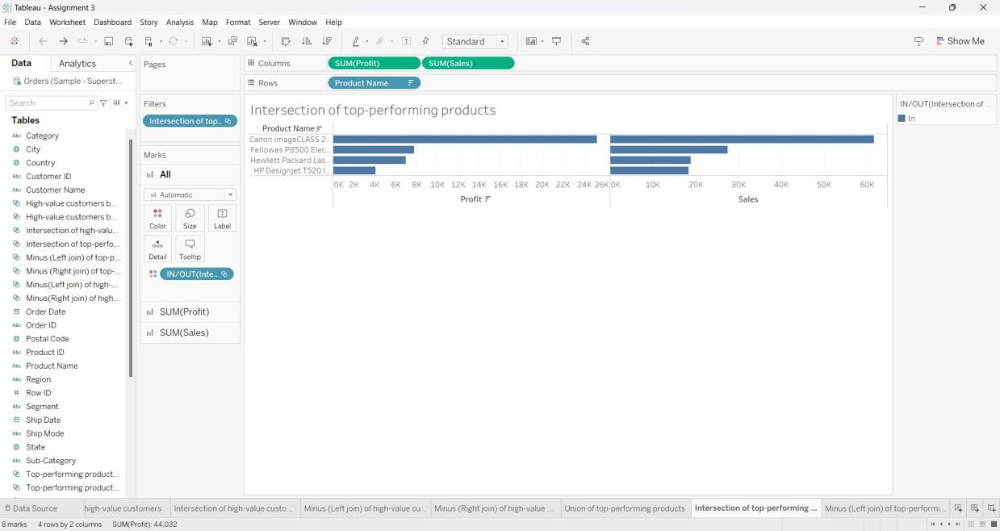 Tableau - Assignment 3
File Data Worksheet Dashboard Story Analysis Map Format Server Window Help
Standard
Show Me
Data Analytics
Orders (Sample - Superst...
Search
Tables
Abc Category
City
Country
Abc Customer ID
Abc Customer Name
High-value customers b...
High-value customers b...
Intersection of high-valu...
Intersection of top-perfo...
Minus (Left join) of top-p...
Minus (Right join) of top-...
Minus(Left join) of high-...
Minus(Right join) of high...
Order Date
Abc Order ID
Postal Code
Abc Product ID
Abc Product Name
Abc Region
# Row ID
Abc Segment
Ship Date
Abc Ship Mode
State
Abc Sub-Category
Top-performing product...
Top-performing product...
Pages
Filters
Intersection of top..
Marks
All
Automatic
Color Size Label
Detail Tooltip
IN/OUT(Inte..
SUM(Profit)
SUM(Sales)
Columns SUM(Profit) SUM(Sales)
Rows Product Name
Intersection of top-performing products
Product Name
Canon imageCLASS 2..
Fellowes PB500 Elec..
Hewlett Packard Las..
HP Designjet T520 I..
0K 2K 4K 6K 8K 10K 12K 14K 16K 18K 20K 22K 24K 26K 0K 10K 20K 30K 40K 50K 60K
Profit Sales
IN/OUT(Intersection of ...
In
Data Source high-value customers Intersection of high-value custo... Minus (Left join) of high-value cu... Minus (Right join) of high-value ... Union of top-performing products Intersection of top-performing ... Minus (Left join) of top-performi...
8 marks 4 rows by 2 columns SUM(Profit): 44.032